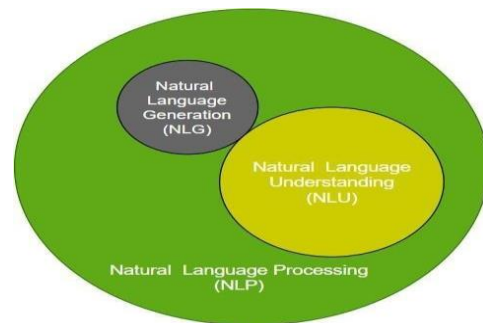 Natural
Language
Generation
(NLG)
Natural Language
Understanding
(NLU)
Natural Language Processing
(NLP)